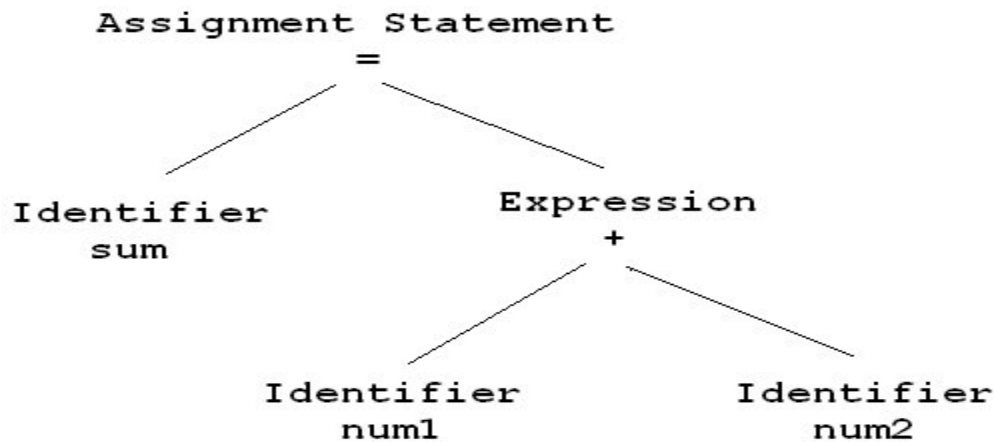 Assignment Statement
=
Identifier
sum
Expression
+
Identifier
num1
Identifier
num2